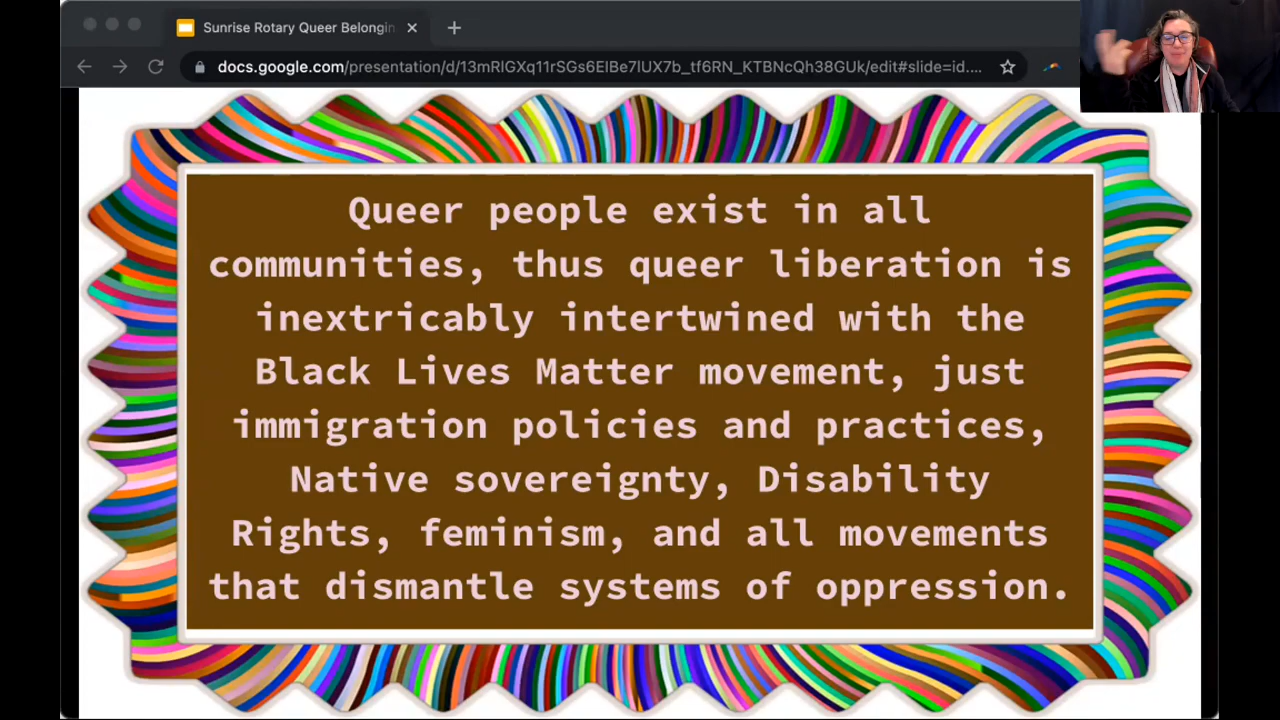 Sunrise Rotary Queer Belongin
docs.google.com/presentation/d/13mRlGXq11rSGs6ElBe7lUX7b_tf6RN_KTBNcQh38GUk/edit#slide=id....
Queer people exist in all
communities, thus queer liberation is
inextricably intertwined with the
Black Lives Matter movement, just
immigration policies and practices,
Native sovereignty, Disability
Rights, feminism, and all movements
that dismantle systems of oppression.